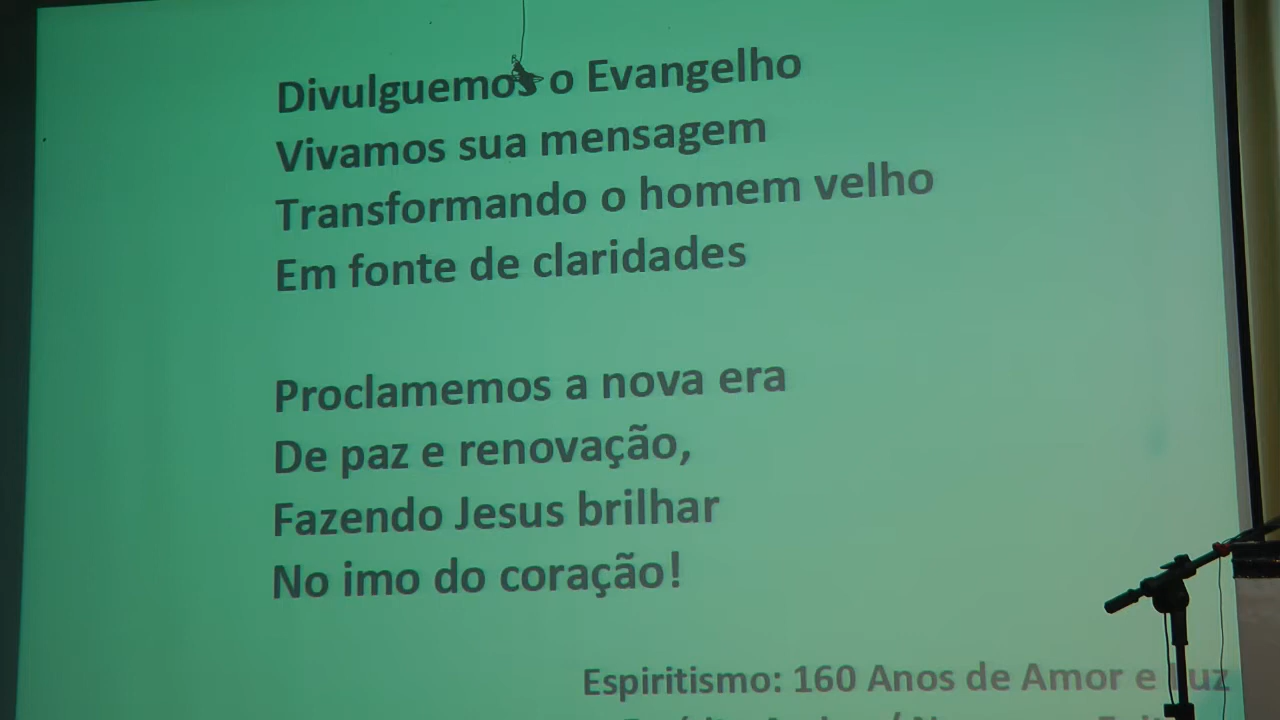 Divulguemos o Evangelho
Vivamos sua mensagem
Transformando o homem velho
Em fonte de claridades
Proclamemos a nova era
De paz e renovação,
Fazendo Jesus brilhar
No imo do coração!
Espiritismo: 160 Anos de Amor e Luz